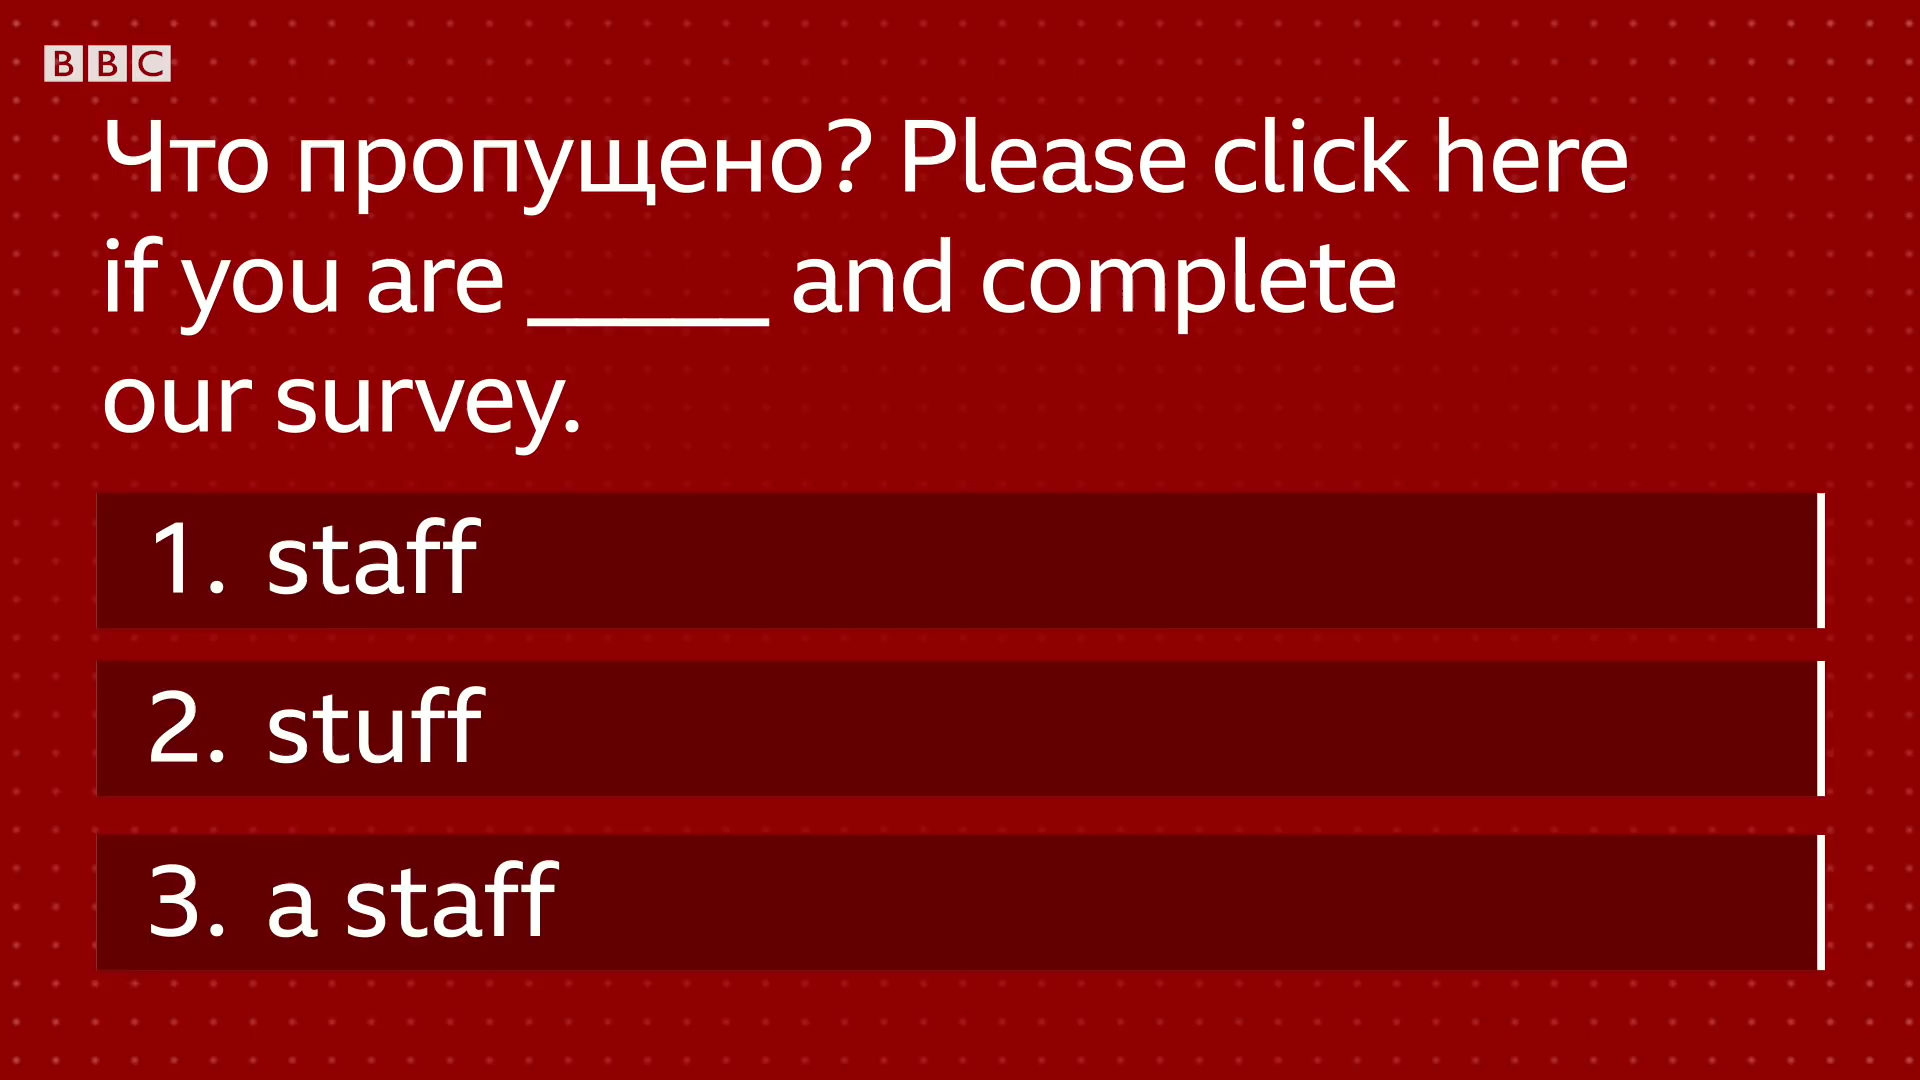 BBC
Что пропущено? Please click here
if you are _____ and complete
our survey.
1. staff
2. stuff
3. a staff